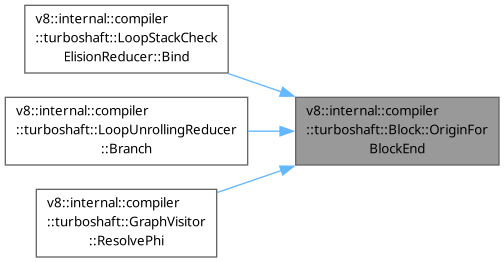 v8::internal::compiler
::turboshaft::LoopStackCheck
ElisionReducer::Bind
v8::internal::compiler
::turboshaft::LoopUnrollingReducer
::Branch
v8::internal::compiler
::turboshaft::GraphVisitor
::ResolvePhi
v8::internal::compiler
::turboshaft::Block::OriginFor
BlockEnd